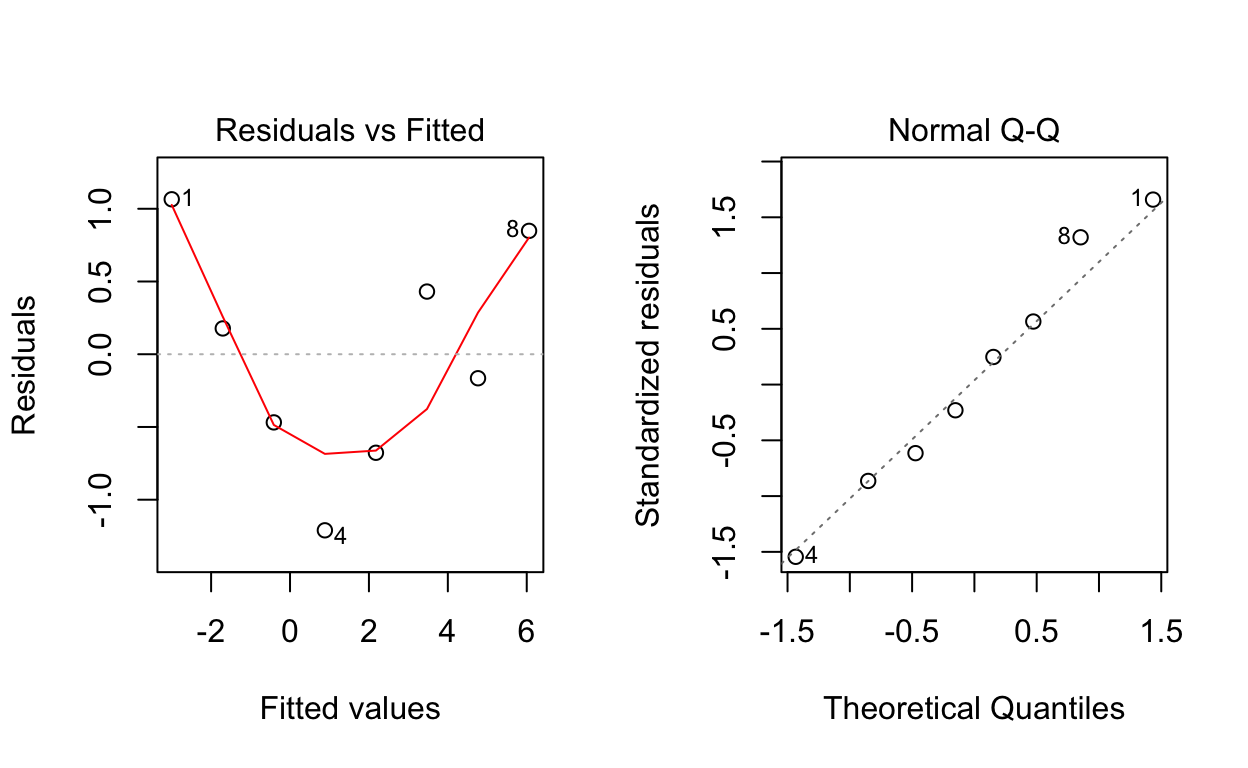 Residuals vs Fitted
1.0
0.5
0.0
-1.0
Residuals
1
8
4
-2 0 2 4 6
Fitted values
Normal Q-Q
1.5
0.5
-0.5
-1.5
Standardized residuals
1
8
4
-1.5 -0.5 0.5 1.5
Theoretical Quantiles